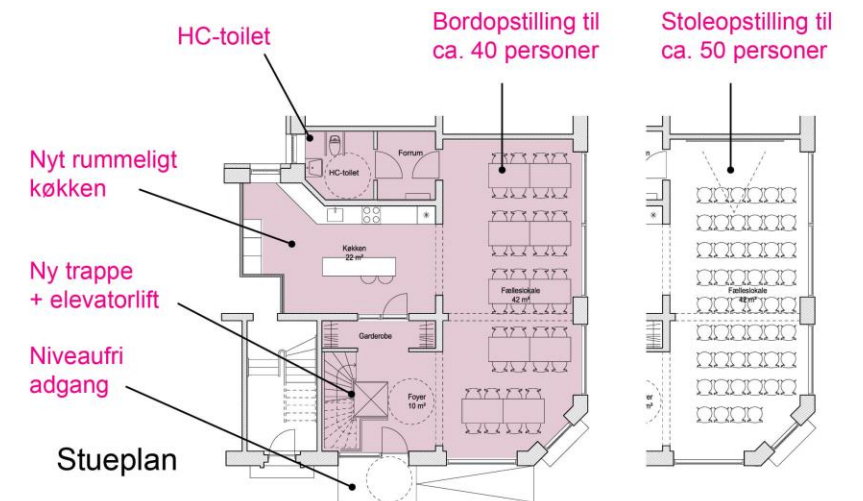 HC-toilet
Bordopstilling til
ca. 40 personer
Stoleopstilling til
ca. 50 personer
Nyt rummeligt
køkken
Ny trappe
+ elevatorlift
Niveaufri
adgang
Stueplan
HC-toilet
Forrum
Køkken
22 m²
Fælleslokale
42 m²
Garderobe
Foyer
10 m²
Fælleslokale
42 m²